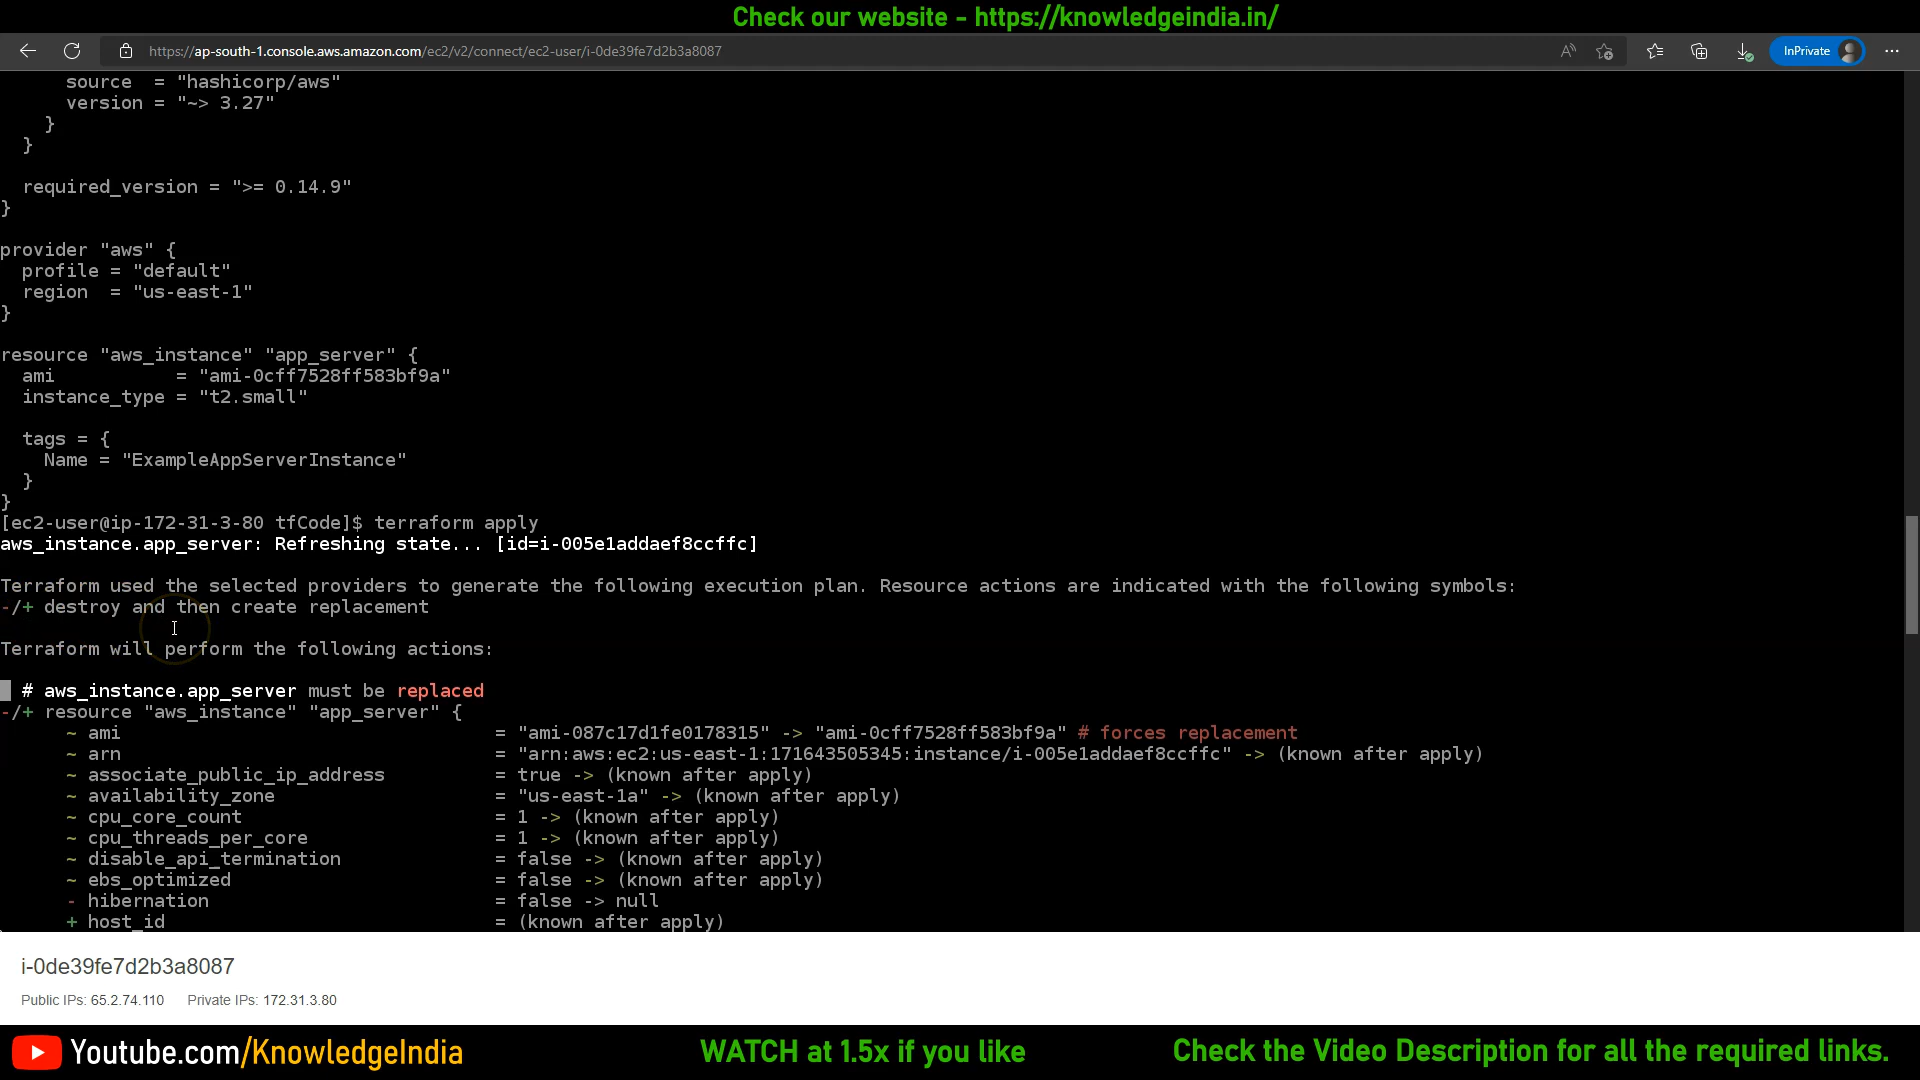 Check our website - https://knowledgeindia.in/
https://ap-south-1.console.aws.amazon.com/ec2/v2/connect/ec2-user/i-0de39fe7d2b3a8087
InPrivate
source  = "hashicorp/aws"
version = "~> 3.27"
}
}
required_version = ">= 0.14.9"
}
provider "aws" {
profile = "default"
region  = "us-east-1"
}
resource "aws_instance" "app_server" {
ami           = "ami-0cff7528ff583bf9a"
instance_type = "t2.small"
tags = {
Name = "ExampleAppServerInstance"
}
}
[ec2-user@ip-172-31-3-80 tfCode]$ terraform apply
aws_instance.app_server: Refreshing state... [id=i-005e1addaef8ccffc]
Terraform used the selected providers to generate the following execution plan. Resource actions are indicated with the following symbols:
-/+ destroy and then create replacement
Terraform will perform the following actions:
# aws_instance.app_server must be replaced
-/+ resource "aws_instance" "app_server" {
~ ami = "ami-087c17d1fe0178315" -> "ami-0cff7528ff583bf9a" # forces replacement
~ arn = "arn:aws:ec2:us-east-1:171643505345:instance/i-005e1addaef8ccffc" -> (known after apply)
~ associate_public_ip_address = true -> (known after apply)
~ availability_zone = "us-east-1a" -> (known after apply)
~ cpu_core_count = 1 -> (known after apply)
~ cpu_threads_per_core = 1 -> (known after apply)
~ disable_api_termination = false -> (known after apply)
~ ebs_optimized = false -> (known after apply)
- hibernation = false -> null
+ host_id = (known after apply)
i-0de39fe7d2b3a8087
Public IPs: 65.2.74.110 Private IPs: 172.31.3.80
Youtube.com/KnowledgeIndia WATCH at 1.5x if you like Check the Video Description for all the required links.